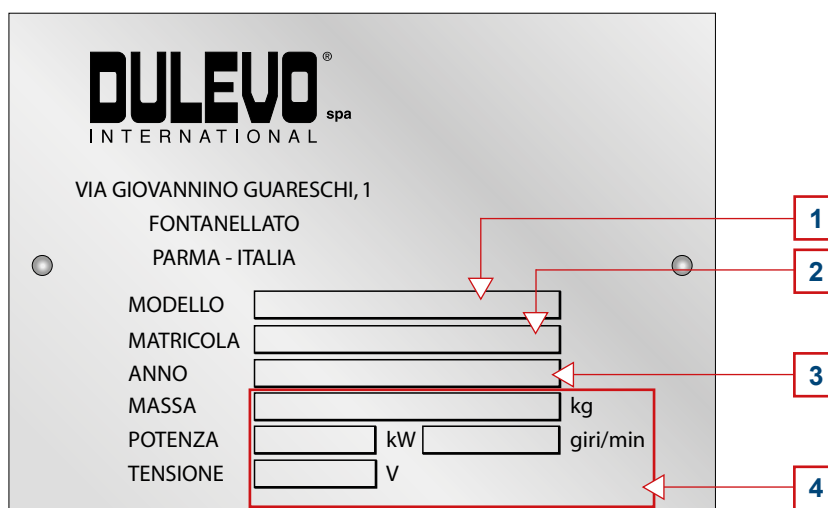 DULEVO® spa
INTERNATIONAL
VIA GIOVANNINO GUARESCHI, 1
FONTANELLATO
PARMA - ITALIA
1
2
MODELLO
MATRICOLA
ANNO
3
MASSA kg
POTENZA kW giri/min
TENSIONE V
4